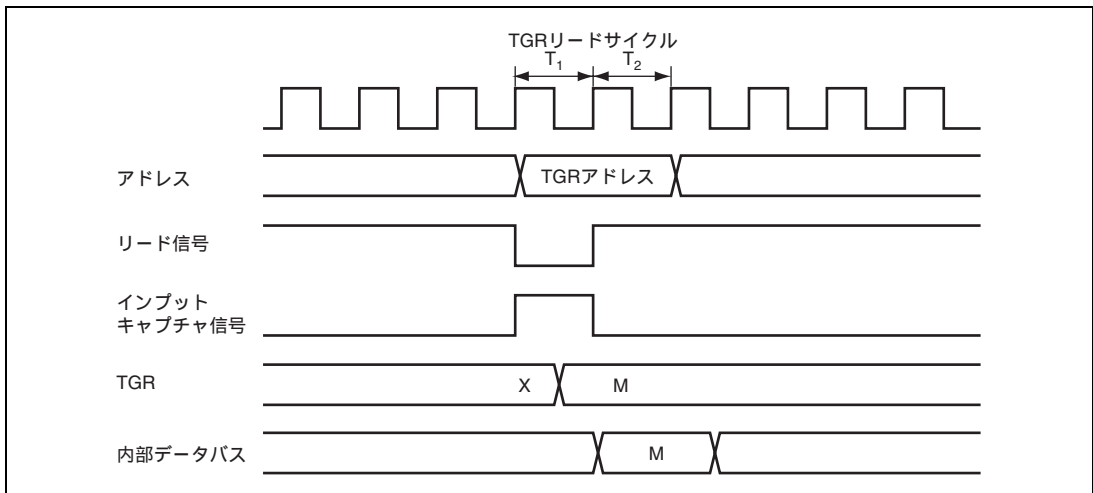 TGRリードサイクル
T1 T2
アドレス
TGRアドレス
リード信号
インプット
キャプチャ信号
TGR
X M
内部データバス
M